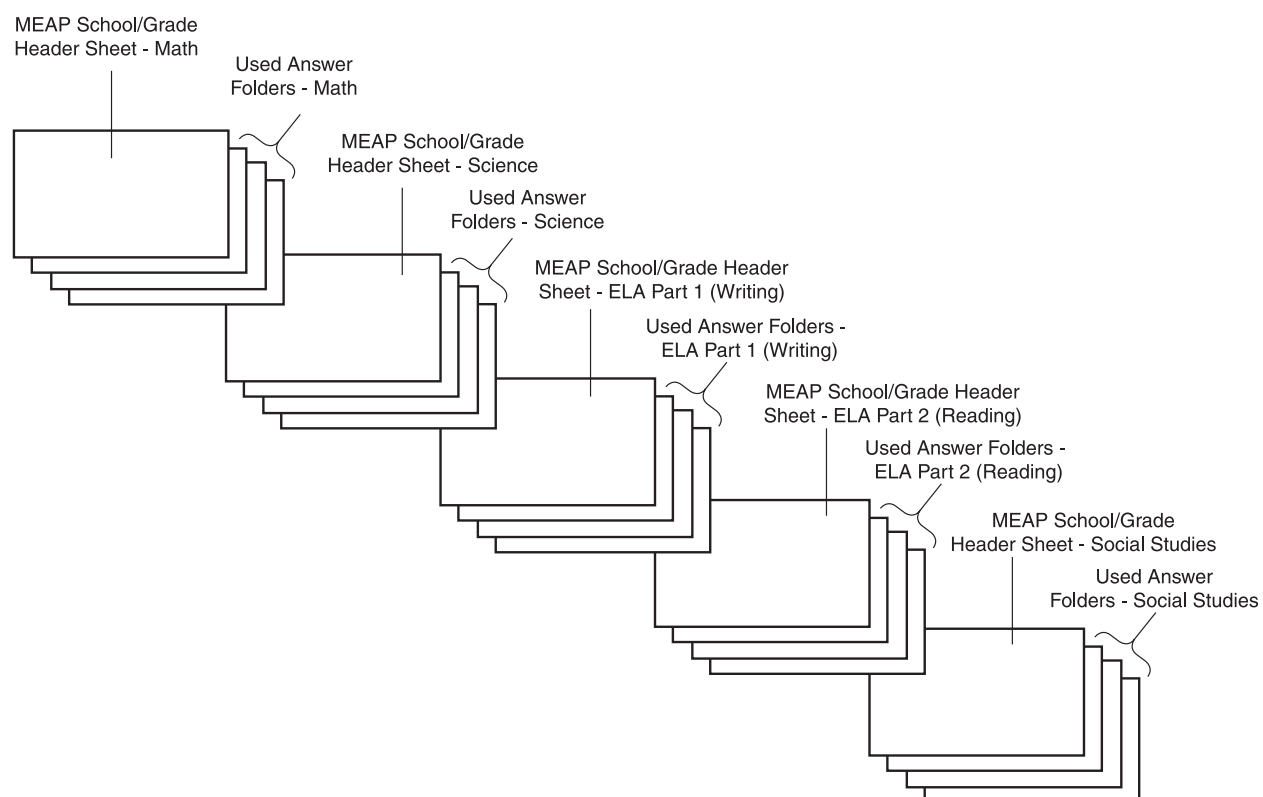 MEAP School/Grade
Header Sheet - Math
Used Answer
Folders - Math
MEAP School/Grade
Header Sheet - Science
Used Answer
Folders - Science
MEAP School/Grade Header
Sheet - ELA Part 1 (Writing)
Used Answer Folders -
ELA Part 1 (Writing)
MEAP School/Grade Header
Sheet - ELA Part 2 (Reading)
Used Answer Folders -
ELA Part 2 (Reading)
MEAP School/Grade
Header Sheet - Social Studies
Used Answer
Folders - Social Studies